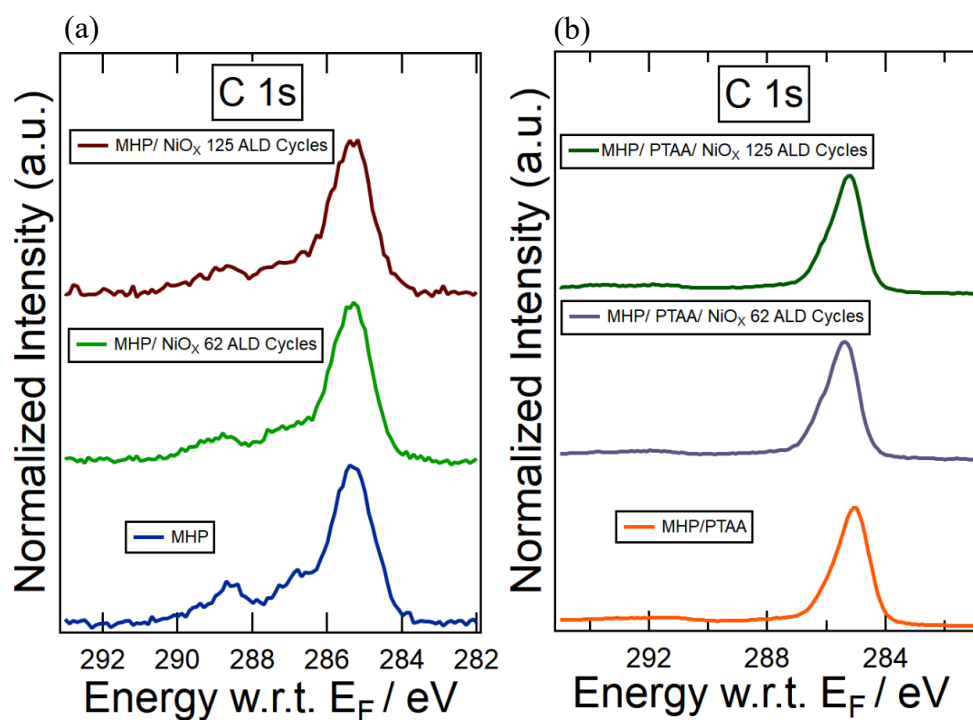 (a)
C 1s
MHP/ NiOX 125 ALD Cycles
MHP/ NiOX 62 ALD Cycles
MHP
Normalized Intensity (a.u.)
292 290 288 286 284 282
Energy w.r.t. EF / eV
(b)
C 1s
MHP/ PTAA/ NiOX 125 ALD Cycles
MHP/ PTAA/ NiOX 62 ALD Cycles
MHP/PTAA
Normalized Intensity (a.u.)
292 288 284
Energy w.r.t. EF / eV